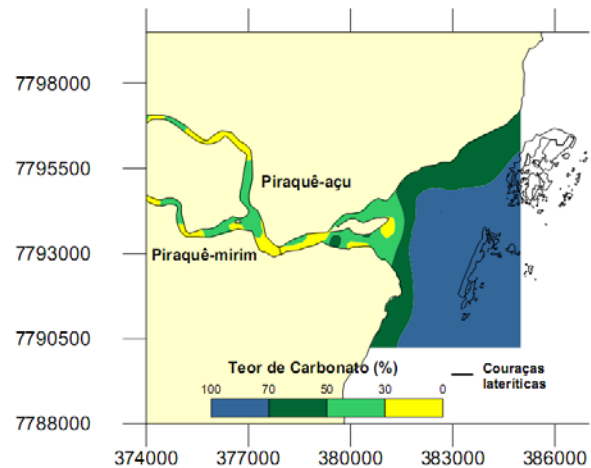 7798000
7795500
7793000
7790500
7788000
Piraquê-açu
Piraquê-mirim
Teor de Carbonato (%)
100 70 50 30 0
Couraças
lateríticas
374000 377000 380000 383000 386000